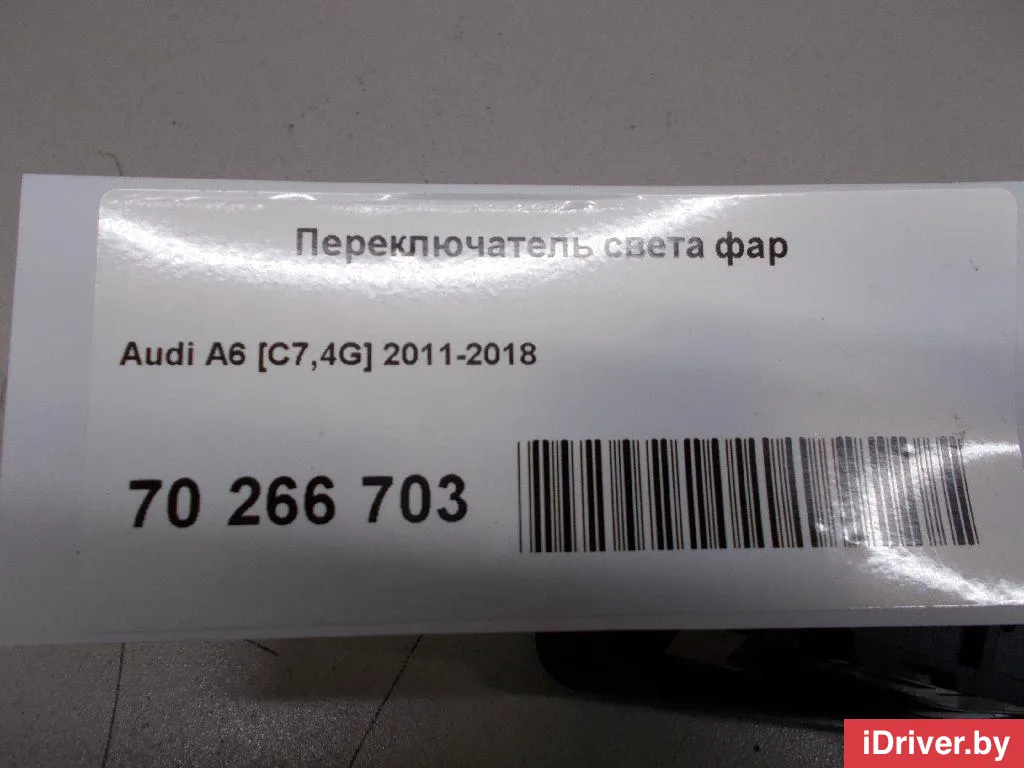 Переключатель света фар
Audi A6 [C7,4G] 2011-2018
70 266 703
iDriver.by